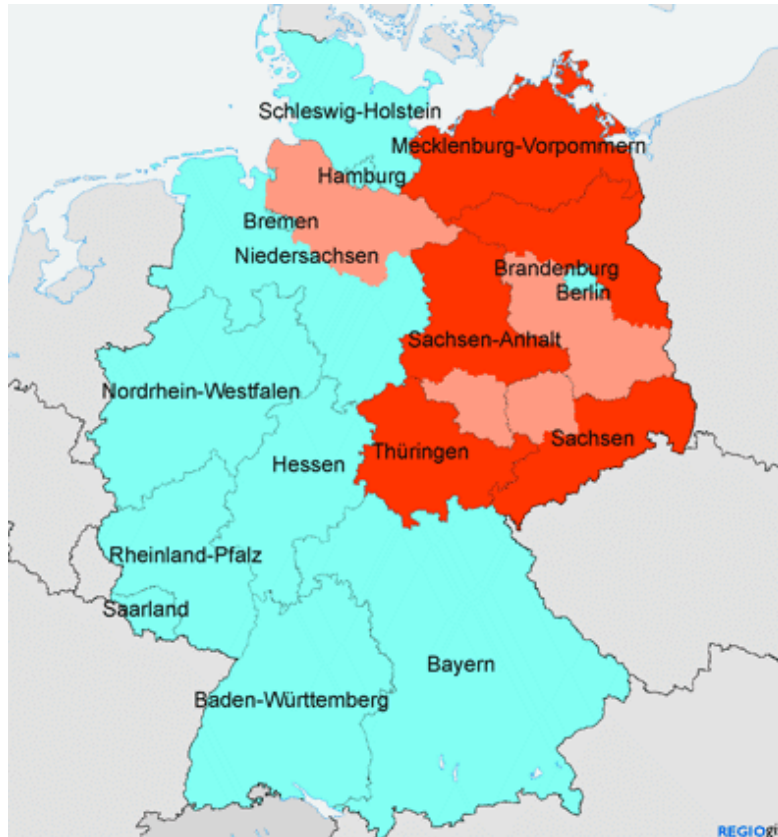 Schleswig-Holstein
Mecklenburg-Vorpommern
Hamburg
Bremen
Niedersachsen
Brandenburg
Berlin
Sachsen-Anhalt
Nordrhein-Westfalen
Hessen
Thüringen
Sachsen
Rheinland-Pfalz
Saarland
Bayern
Baden-Württemberg